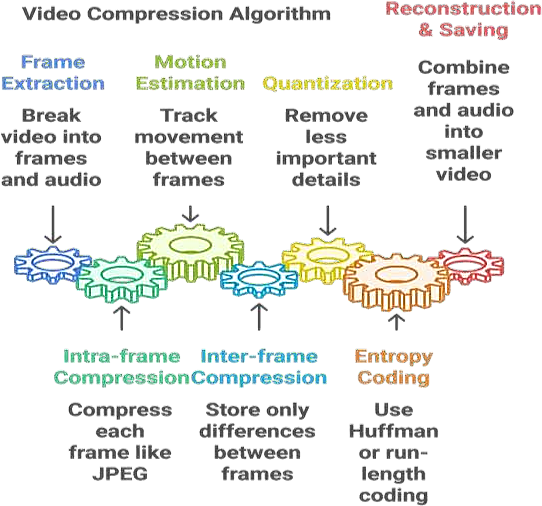 Video Compression Algorithm
Frame
Extraction
Break
video into
frames
and audio
Intra-frame
Compression
Compress
each
frame like
JPEG
Motion
Estimation
Track
movement
between
frames
Inter-frame
Compression
Store only
differences
between
frames
Quantization
Remove
less
important
details
Entropy
Coding
Use
Huffman
or run-
length
coding
Reconstruction
& Saving
Combine
frames
and audio
into
smaller
video